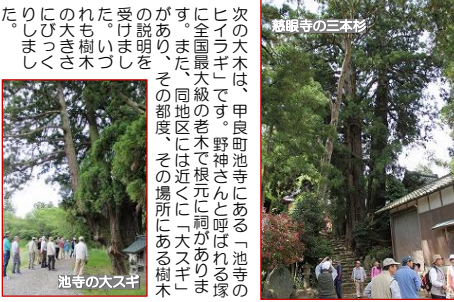 次の大木は、甲良町池寺にある「池寺の
ヒイラギ」です。野神さんと呼ばれる塚
に全国最大級の老木で根元に祠がありま
す。また、同地区には近くに「大スギ」
があり、その都度、その場所にある樹木
の説明を
受けまし
た。いづ
れも樹木
の大きさ
にびっく
りしまし
た。
慈眼寺の三本杉
池寺の大スギ